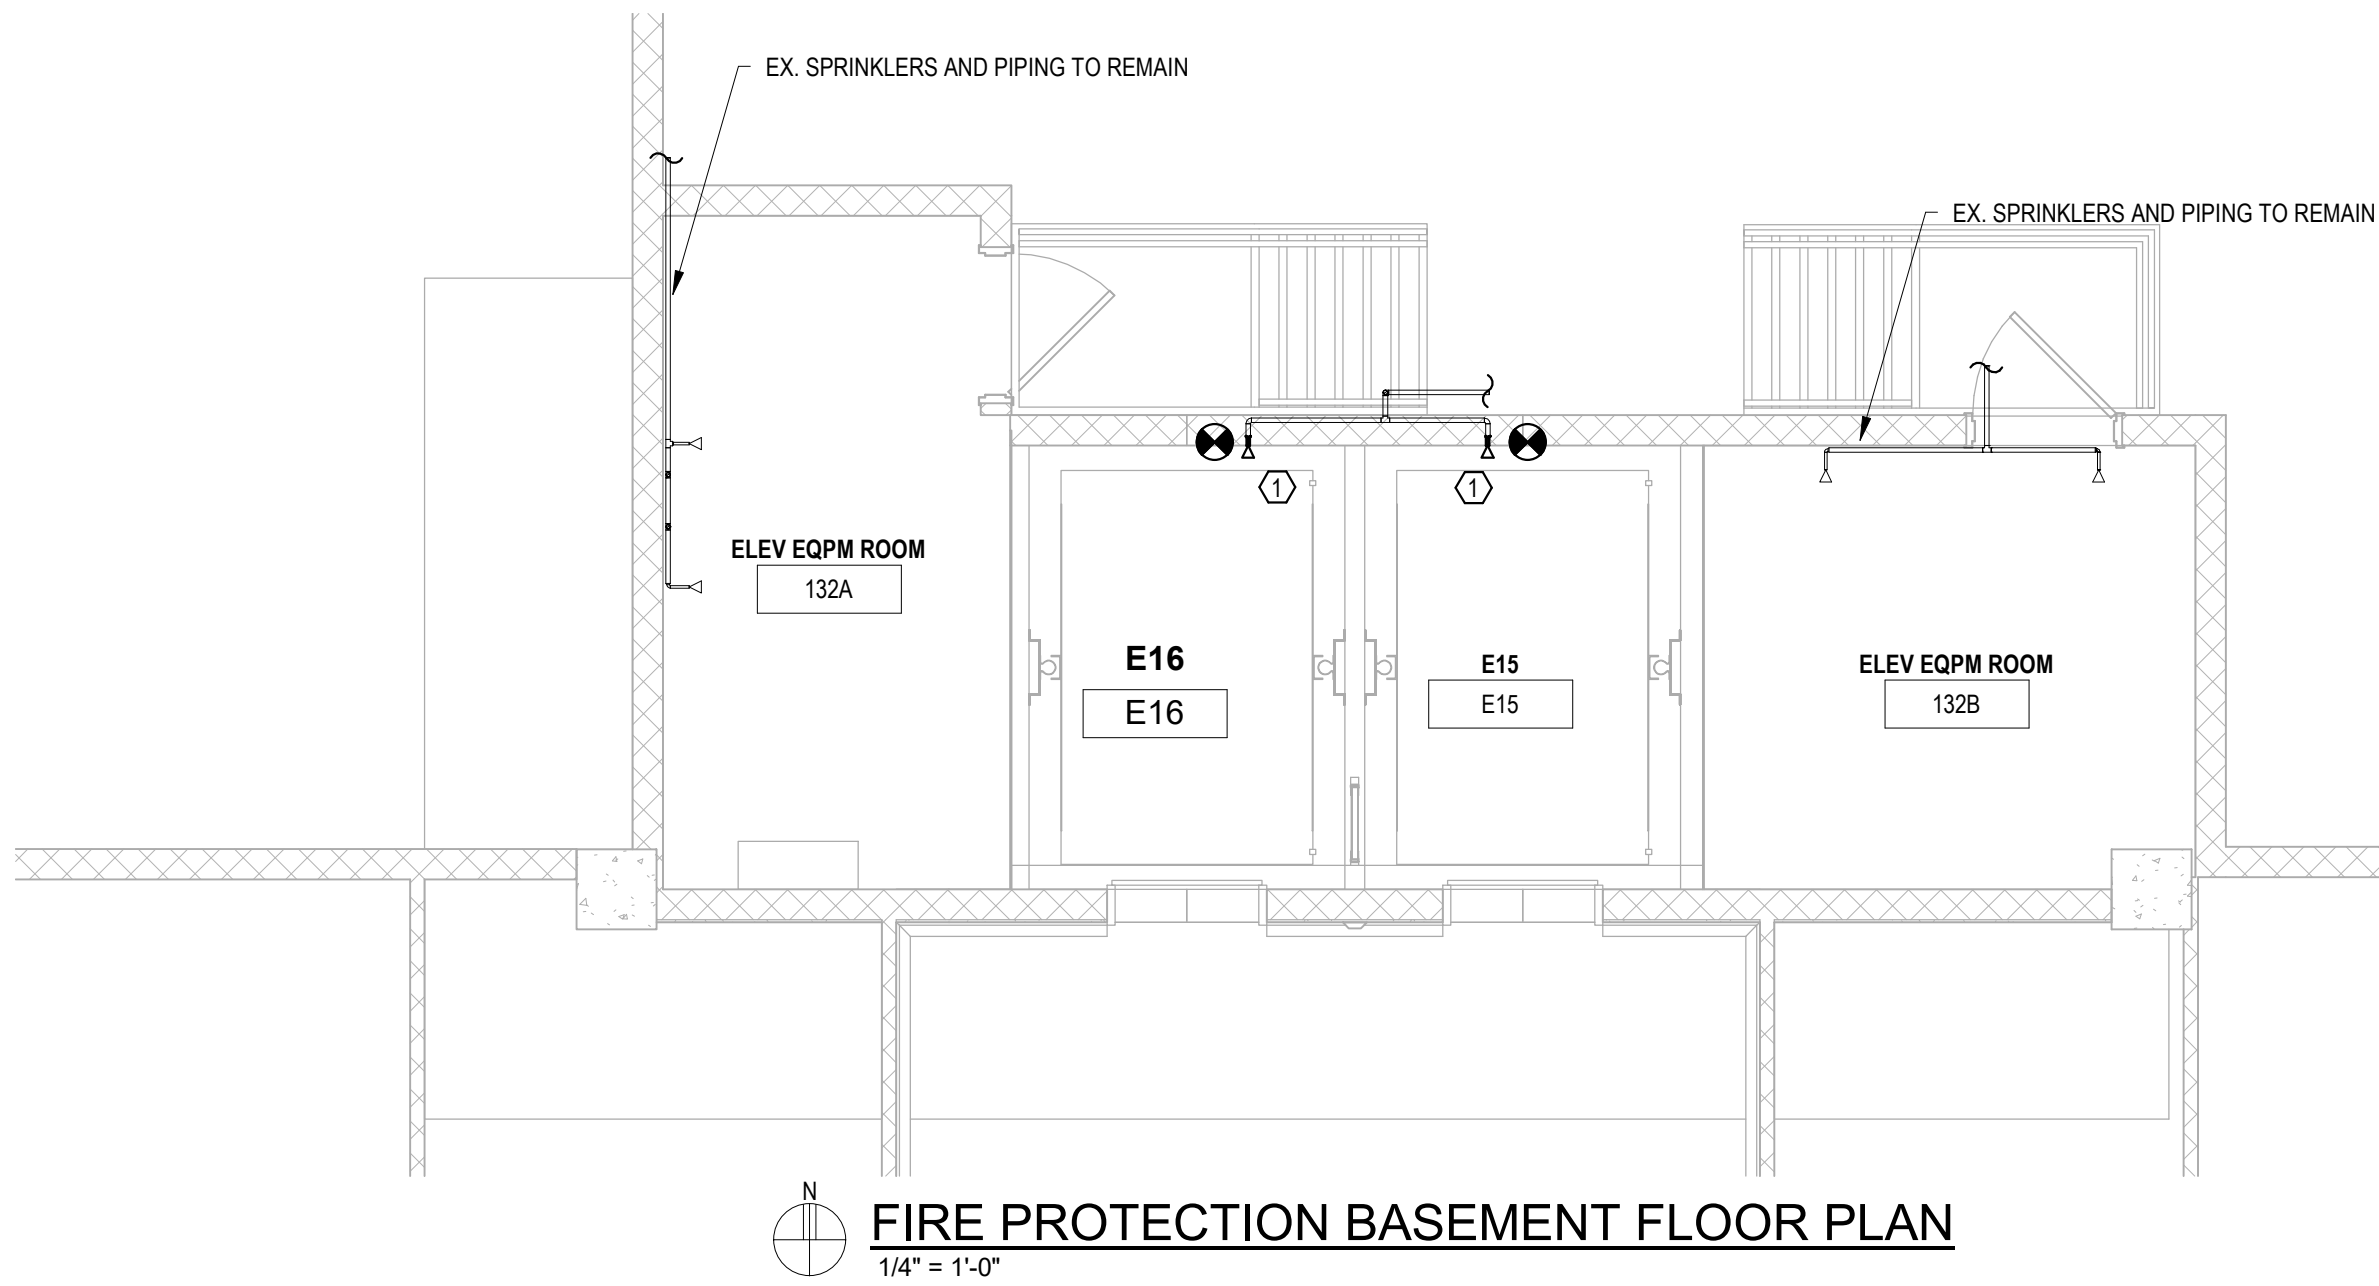 EX. SPRINKLERS AND PIPING TO REMAIN
EX. SPRINKLERS AND PIPING TO REMAIN
1
1
ELEV EQPM ROOM
132A
E16
E16
E15
E15
ELEV EQPM ROOM
132B
N
FIRE PROTECTION BASEMENT FLOOR PLAN
1/4" = 1'-0"